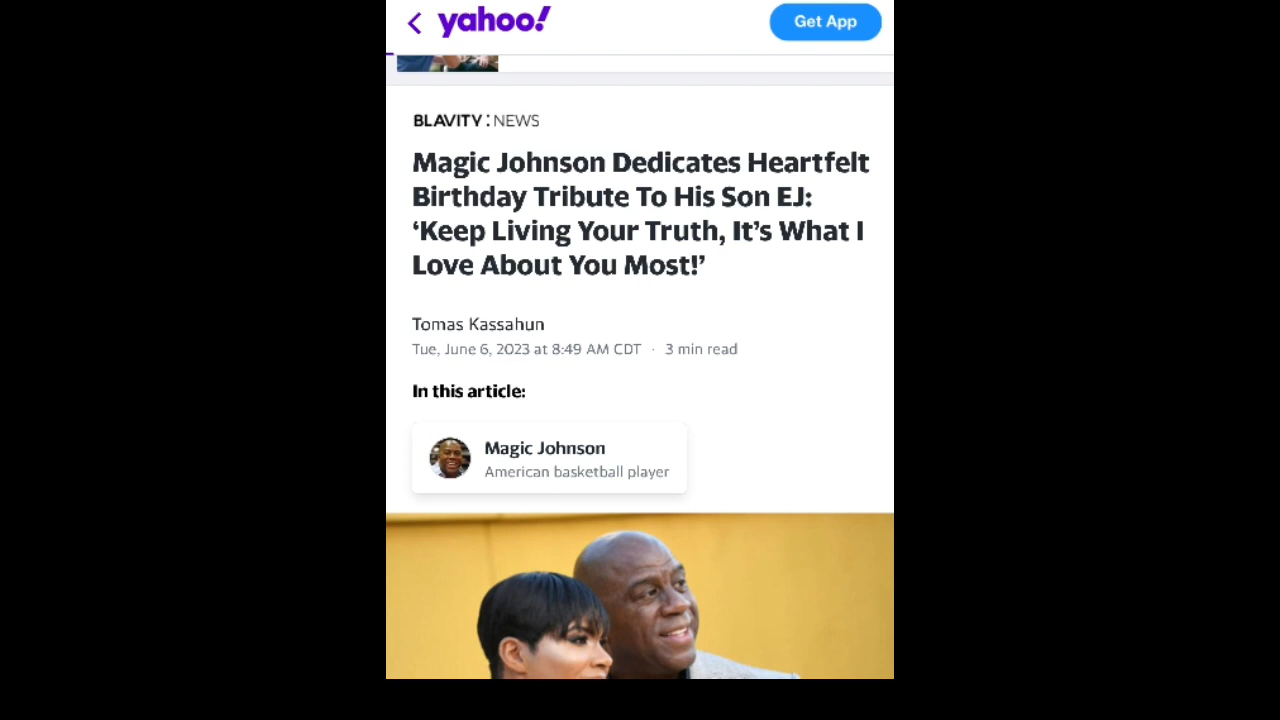 yahoo!
Get App
BLAVITY:NEWS
Magic Johnson Dedicates Heartfelt
Birthday Tribute To His Son EJ:
‘Keep Living Your Truth, It’s What I
Love About You Most!’
Tomas Kassahun
Tue, June 6, 2023 at 8:49 AM CDT · 3 min read
In this article:
Magic Johnson
American basketball player